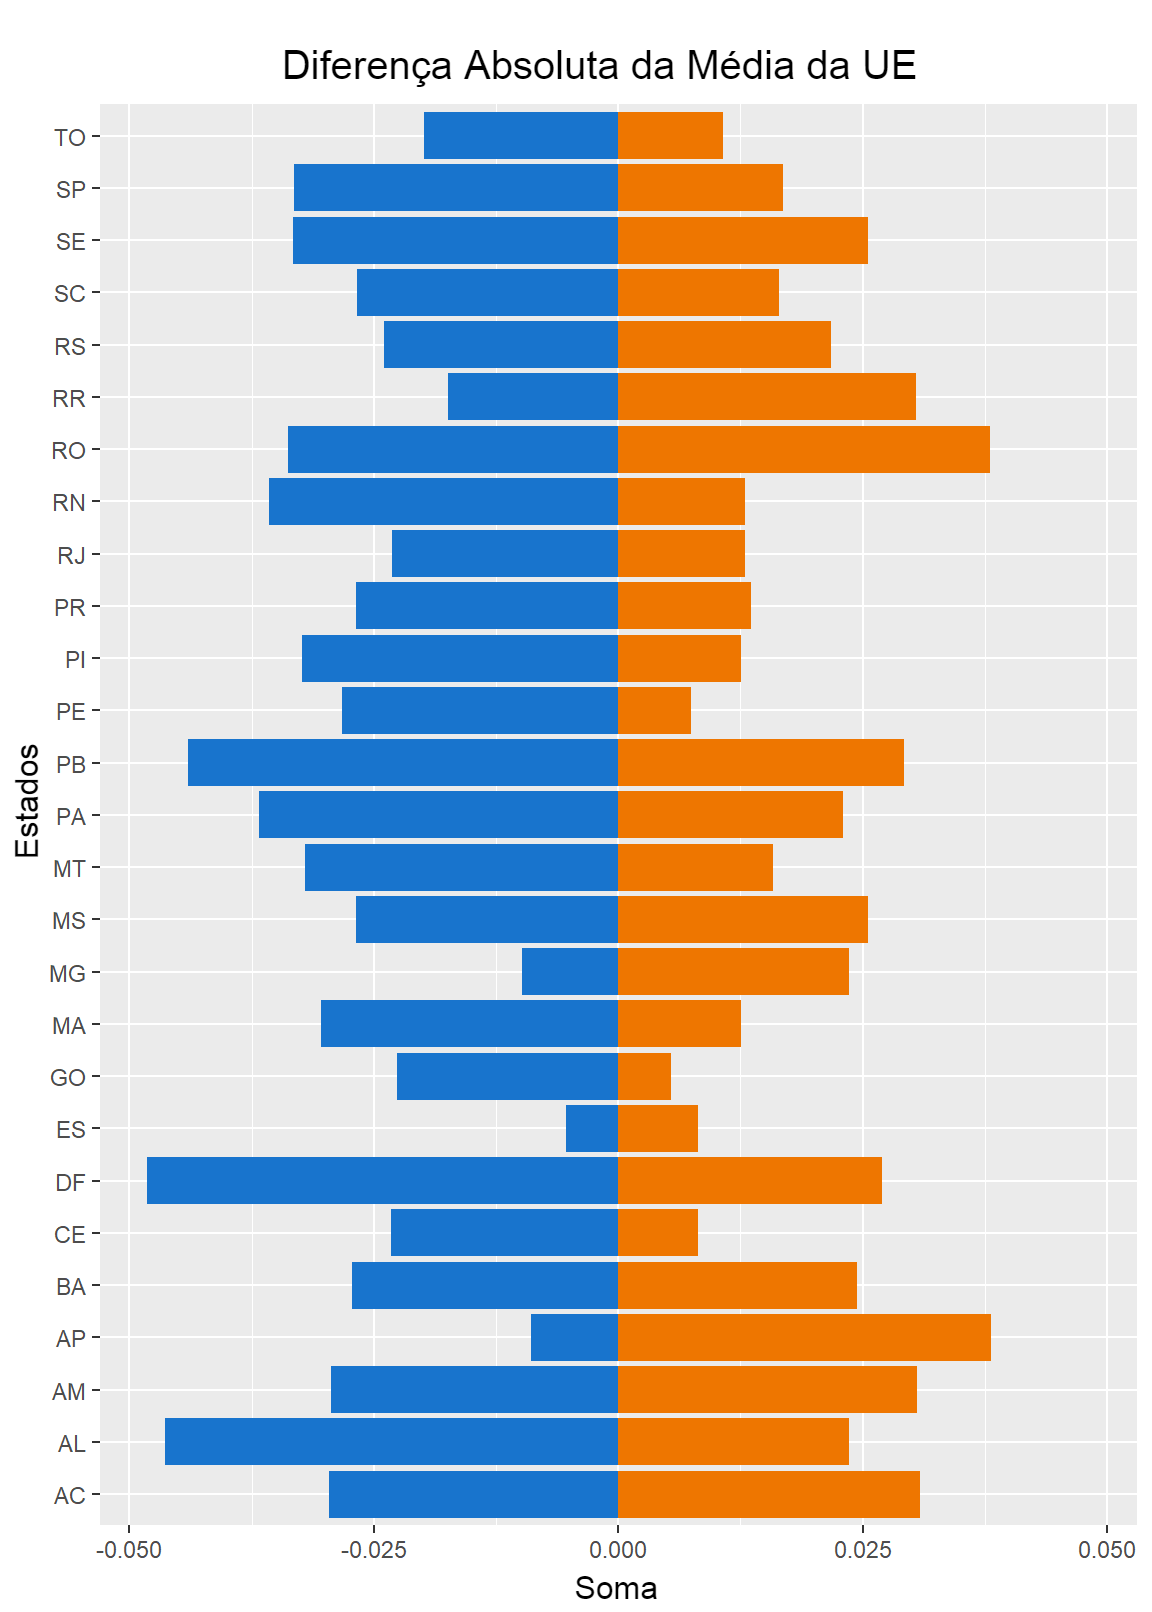 Diferença Absoluta da Média da UE
TO
SP
SE
SC
RS
RR
RO
RN
RJ
PR
PI
PE
PB
PA
MT
MS
MG
MA
GO
ES
DF
CE
BA
AP
AM
AL
AC
Estados
-0.050 -0.025 0.000 0.025 0.050
Soma